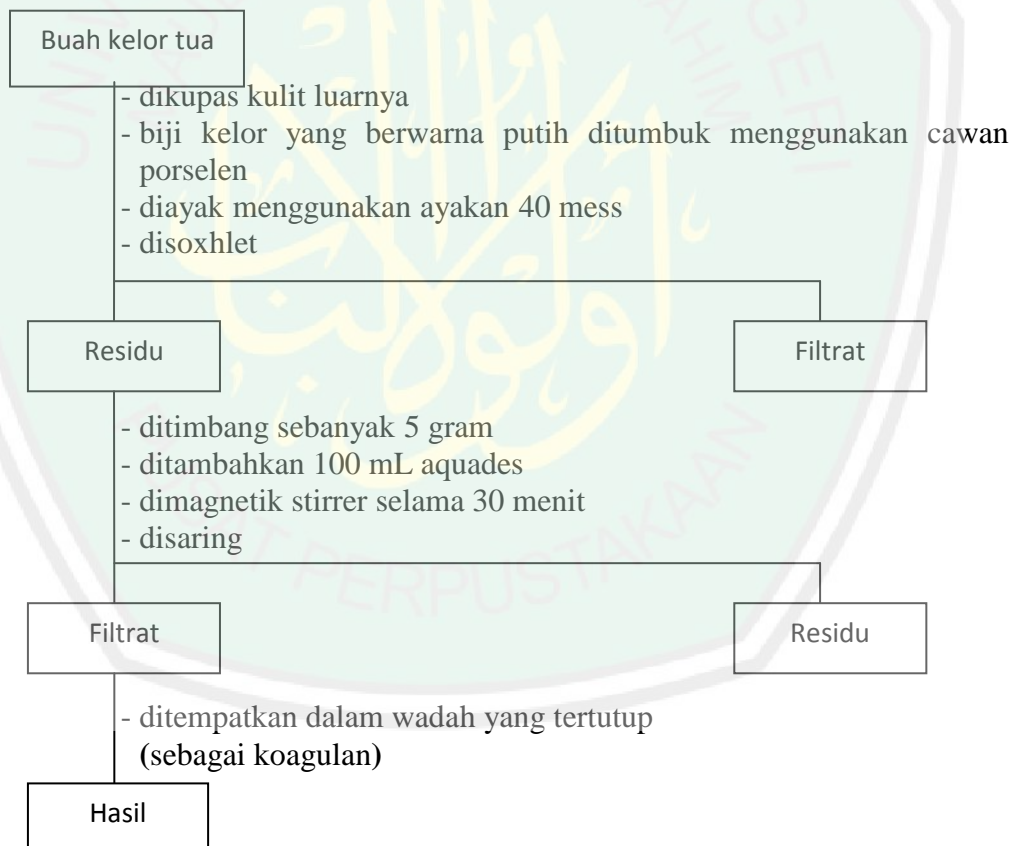 Buah kelor tua
- dikupas kulit luarnya
- biji kelor yang berwarna putih ditumbuk menggunakan cawan
porselen
- diayak menggunakan ayakan 40 mess
- disoxhlet
Residu
Filtrat
- ditimbang sebanyak 5 gram
- ditambahkan 100 mL aquades
- dimagnetik stirrer selama 30 menit
- disaring
Filtrat
Residu
- ditempatkan dalam wadah yang tertutup
(sebagai koagulan)
Hasil
PUSAT PERPUSTAKAAN